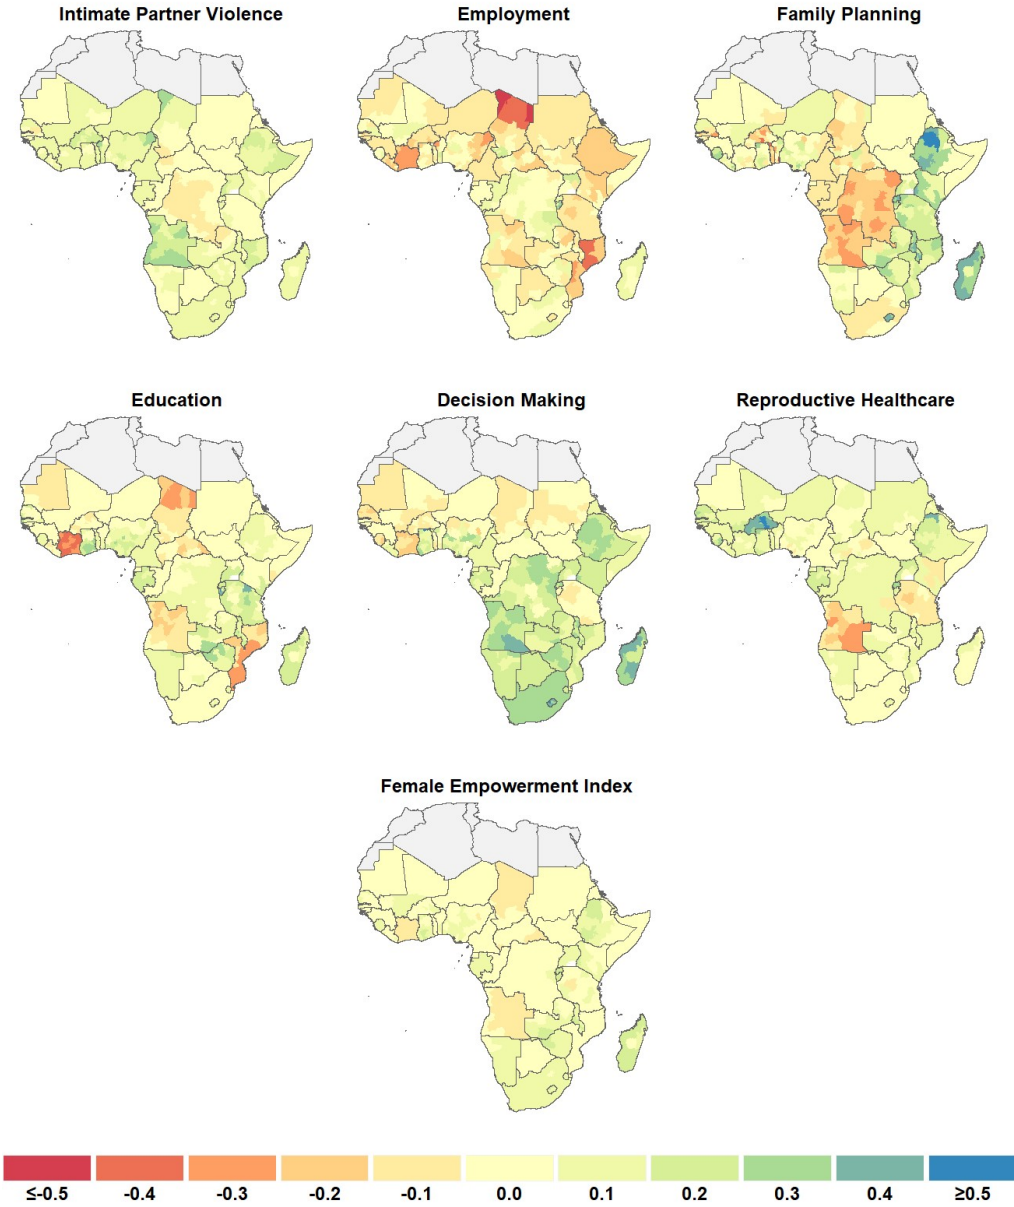 Intimate Partner Violence
Employment
Family Planning
Education
Decision Making
Reproductive Healthcare
Female Empowerment Index
≤-0.5 -0.4 -0.3 -0.2 -0.1 0.0 0.1 0.2 0.3 0.4 ≥0.5